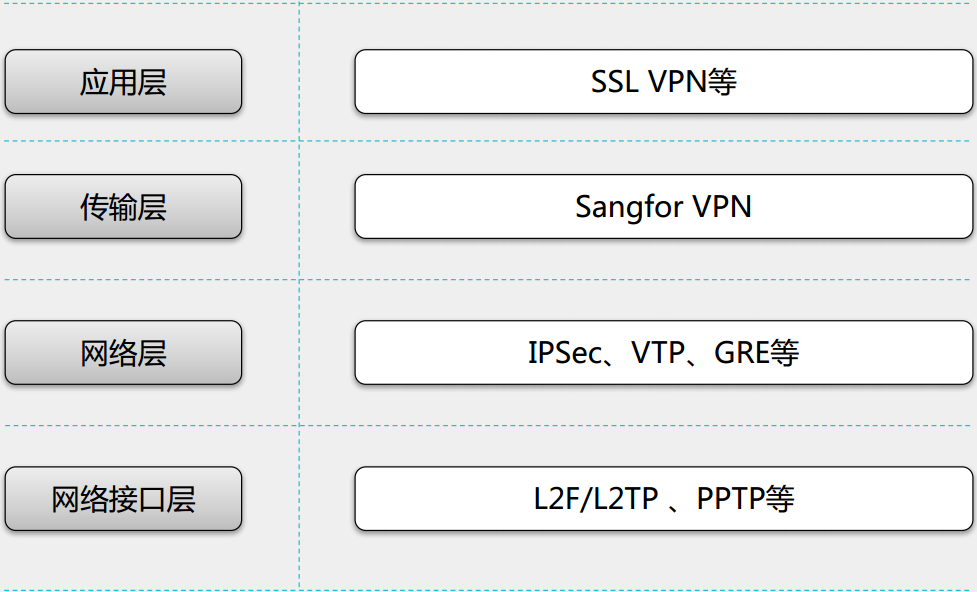 应用层
SSL VPN等
传输层
Sangfor VPN
网络层
IPSec、VTP、GRE等
网络接口层
L2F/L2TP 、PPTP等